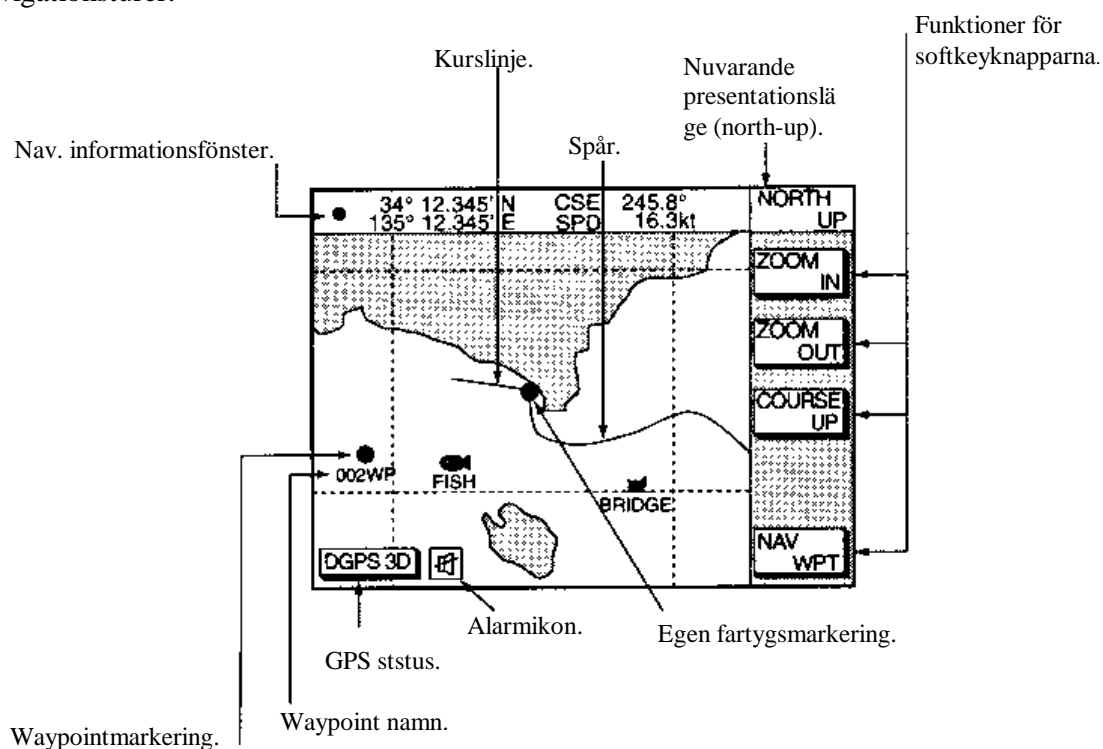 vigationsturer.
Funktioner för
softkeyknapparna.
Kurslinje.
Nuvarande
presentationslä
ge (north-up).
Nav. informationsfönster.
Spår.
34° 12.345' N CSE 245.8°
135° 12.345' E SPD 16.3kt
NORTH
UP
ZOOM
IN
ZOOM
OUT
COURSE
UP
002WP
FISH
BRIDGE
NAV
WPT
DGPS 3D
Alarmikon.
Egen fartygsmarkering.
GPS ststus.
Waypoint namn.
Waypointmarkering.